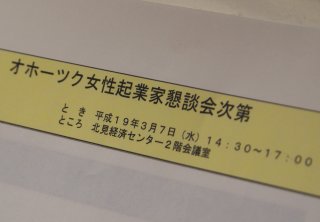 オホーツク女性起業家懇談会次第
とき 平成19年3月7日(水) 14:30~17:00
ところ 北見経済センター2階会議室